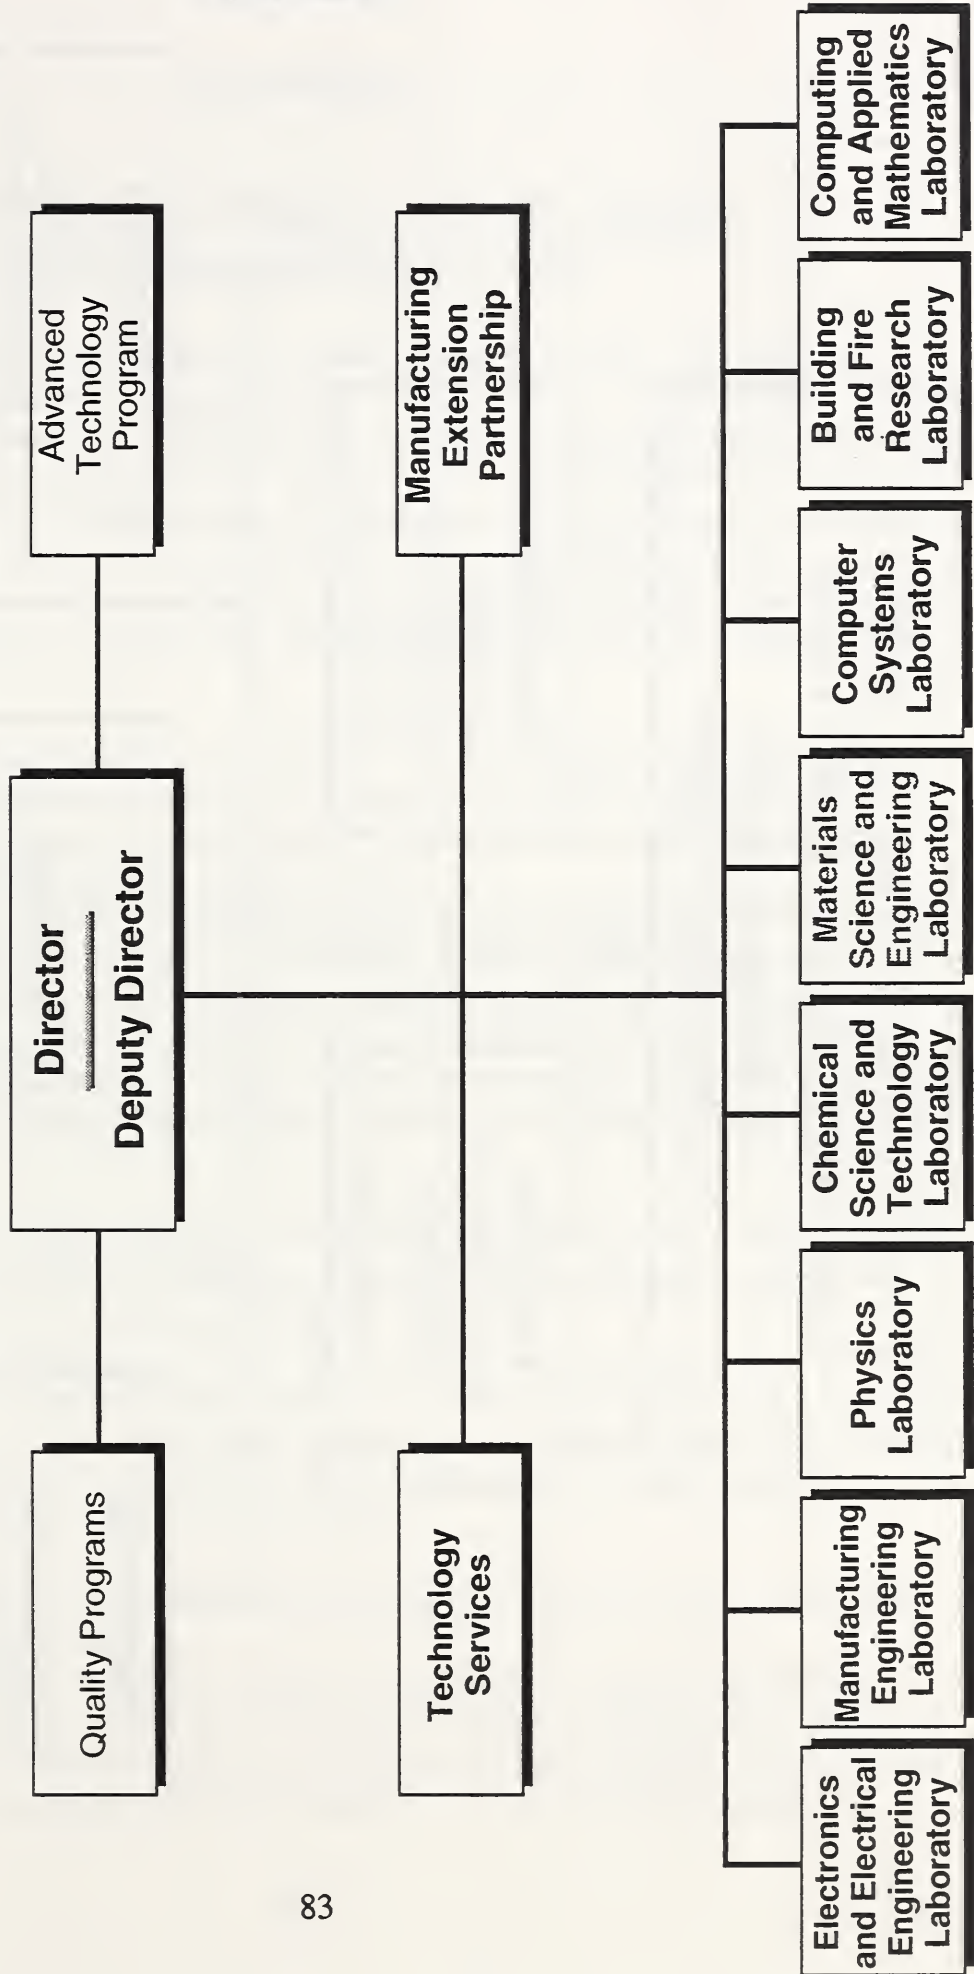 Director
Deputy Director
Quality Programs
Advanced
Technology
Program
Technology
Services
Manufacturing
Extension
Partnership
Electronics
and Electrical
Engineering
Laboratory
Manufacturing
Engineering
Laboratory
Physics
Laboratory
Chemical
Science and
Technology
Laboratory
Materials
Science and
Engineering
Laboratory
Computer
Systems
Laboratory
Building
and Fire
Research
Laboratory
Computing
and Applied
Mathematics
Laboratory
83